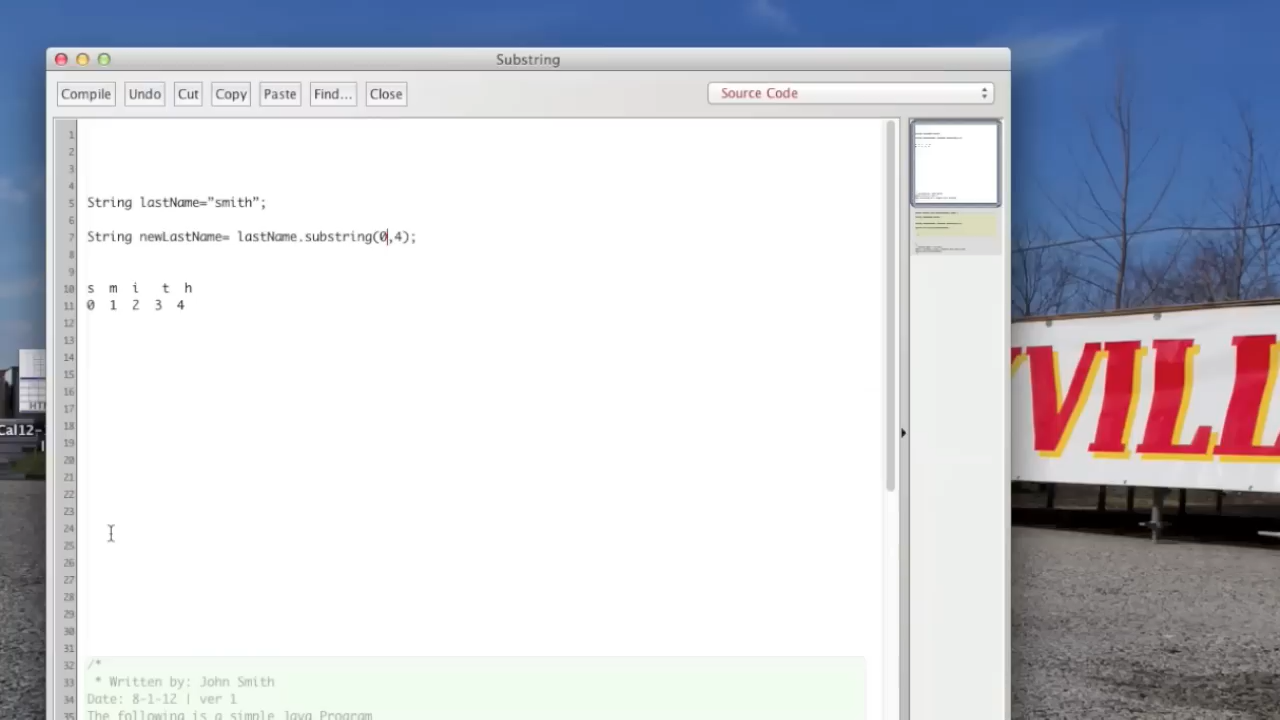 Substring
Compile Undo Cut Copy Paste Find... Close Source Code
1
2
3
4
5 String lastName="smith";
6
7 String newLastName= lastName.substring(0,4);
8
9
10 s m i t h
11 0 1 2 3 4
12
13
14
15
16
17
18
19
20
21
22
23
24
25
26
27
28
29
30
31
32 /*
33 * Written by: John Smith
34 Date: 8-1-12 | ver 1
35 The following is a simple Java Program
Cal12-
VILL